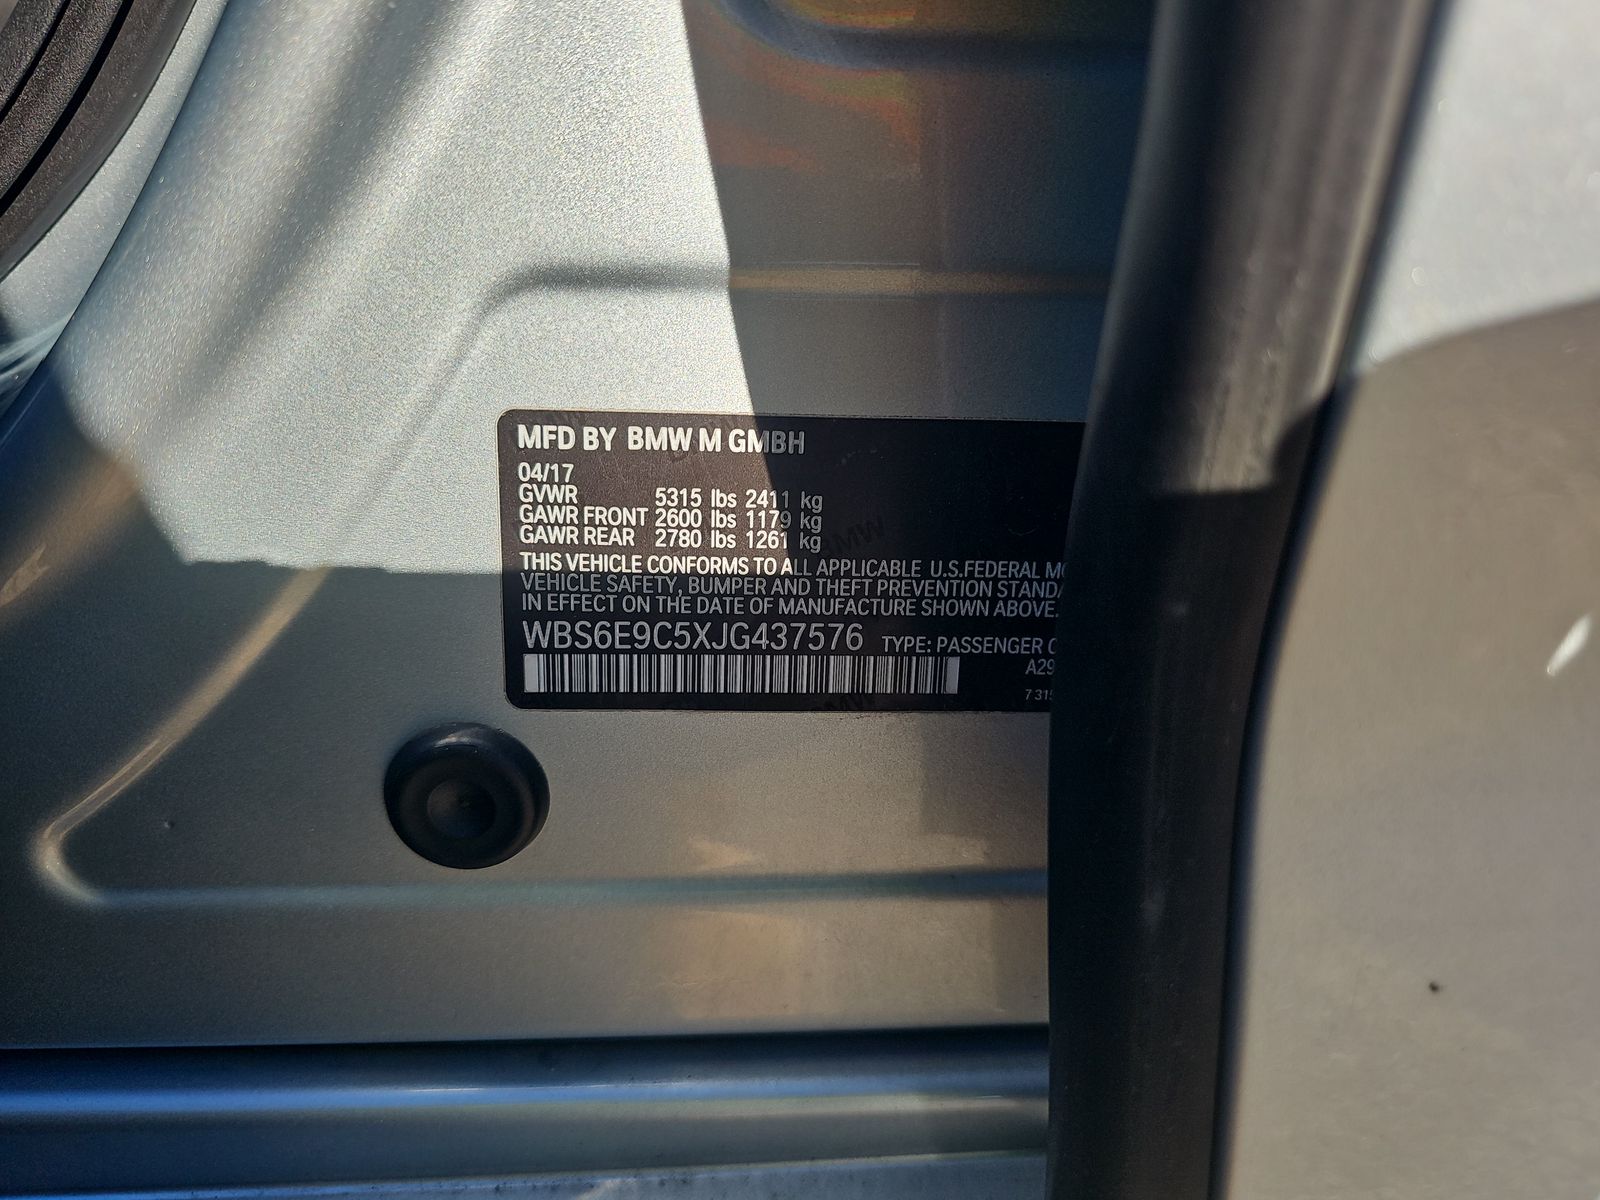 MFD BY BMW M GMBH
04/17
GVWR 5315 lbs 2411 kg
GAWR FRONT 2600 lbs 1179 kg
GAWR REAR 2780 lbs 1261 kg
THIS VEHICLE CONFORMS TO ALL APPLICABLE U.S.FEDERAL
VEHICLE SAFETY, BUMPER AND THEFT PREVENTION
IN EFFECT ON THE DATE OF MANUFACTURE SHOWN ABOVE.
WBS6E9C5XJG437576 TYPE: PASSENGER